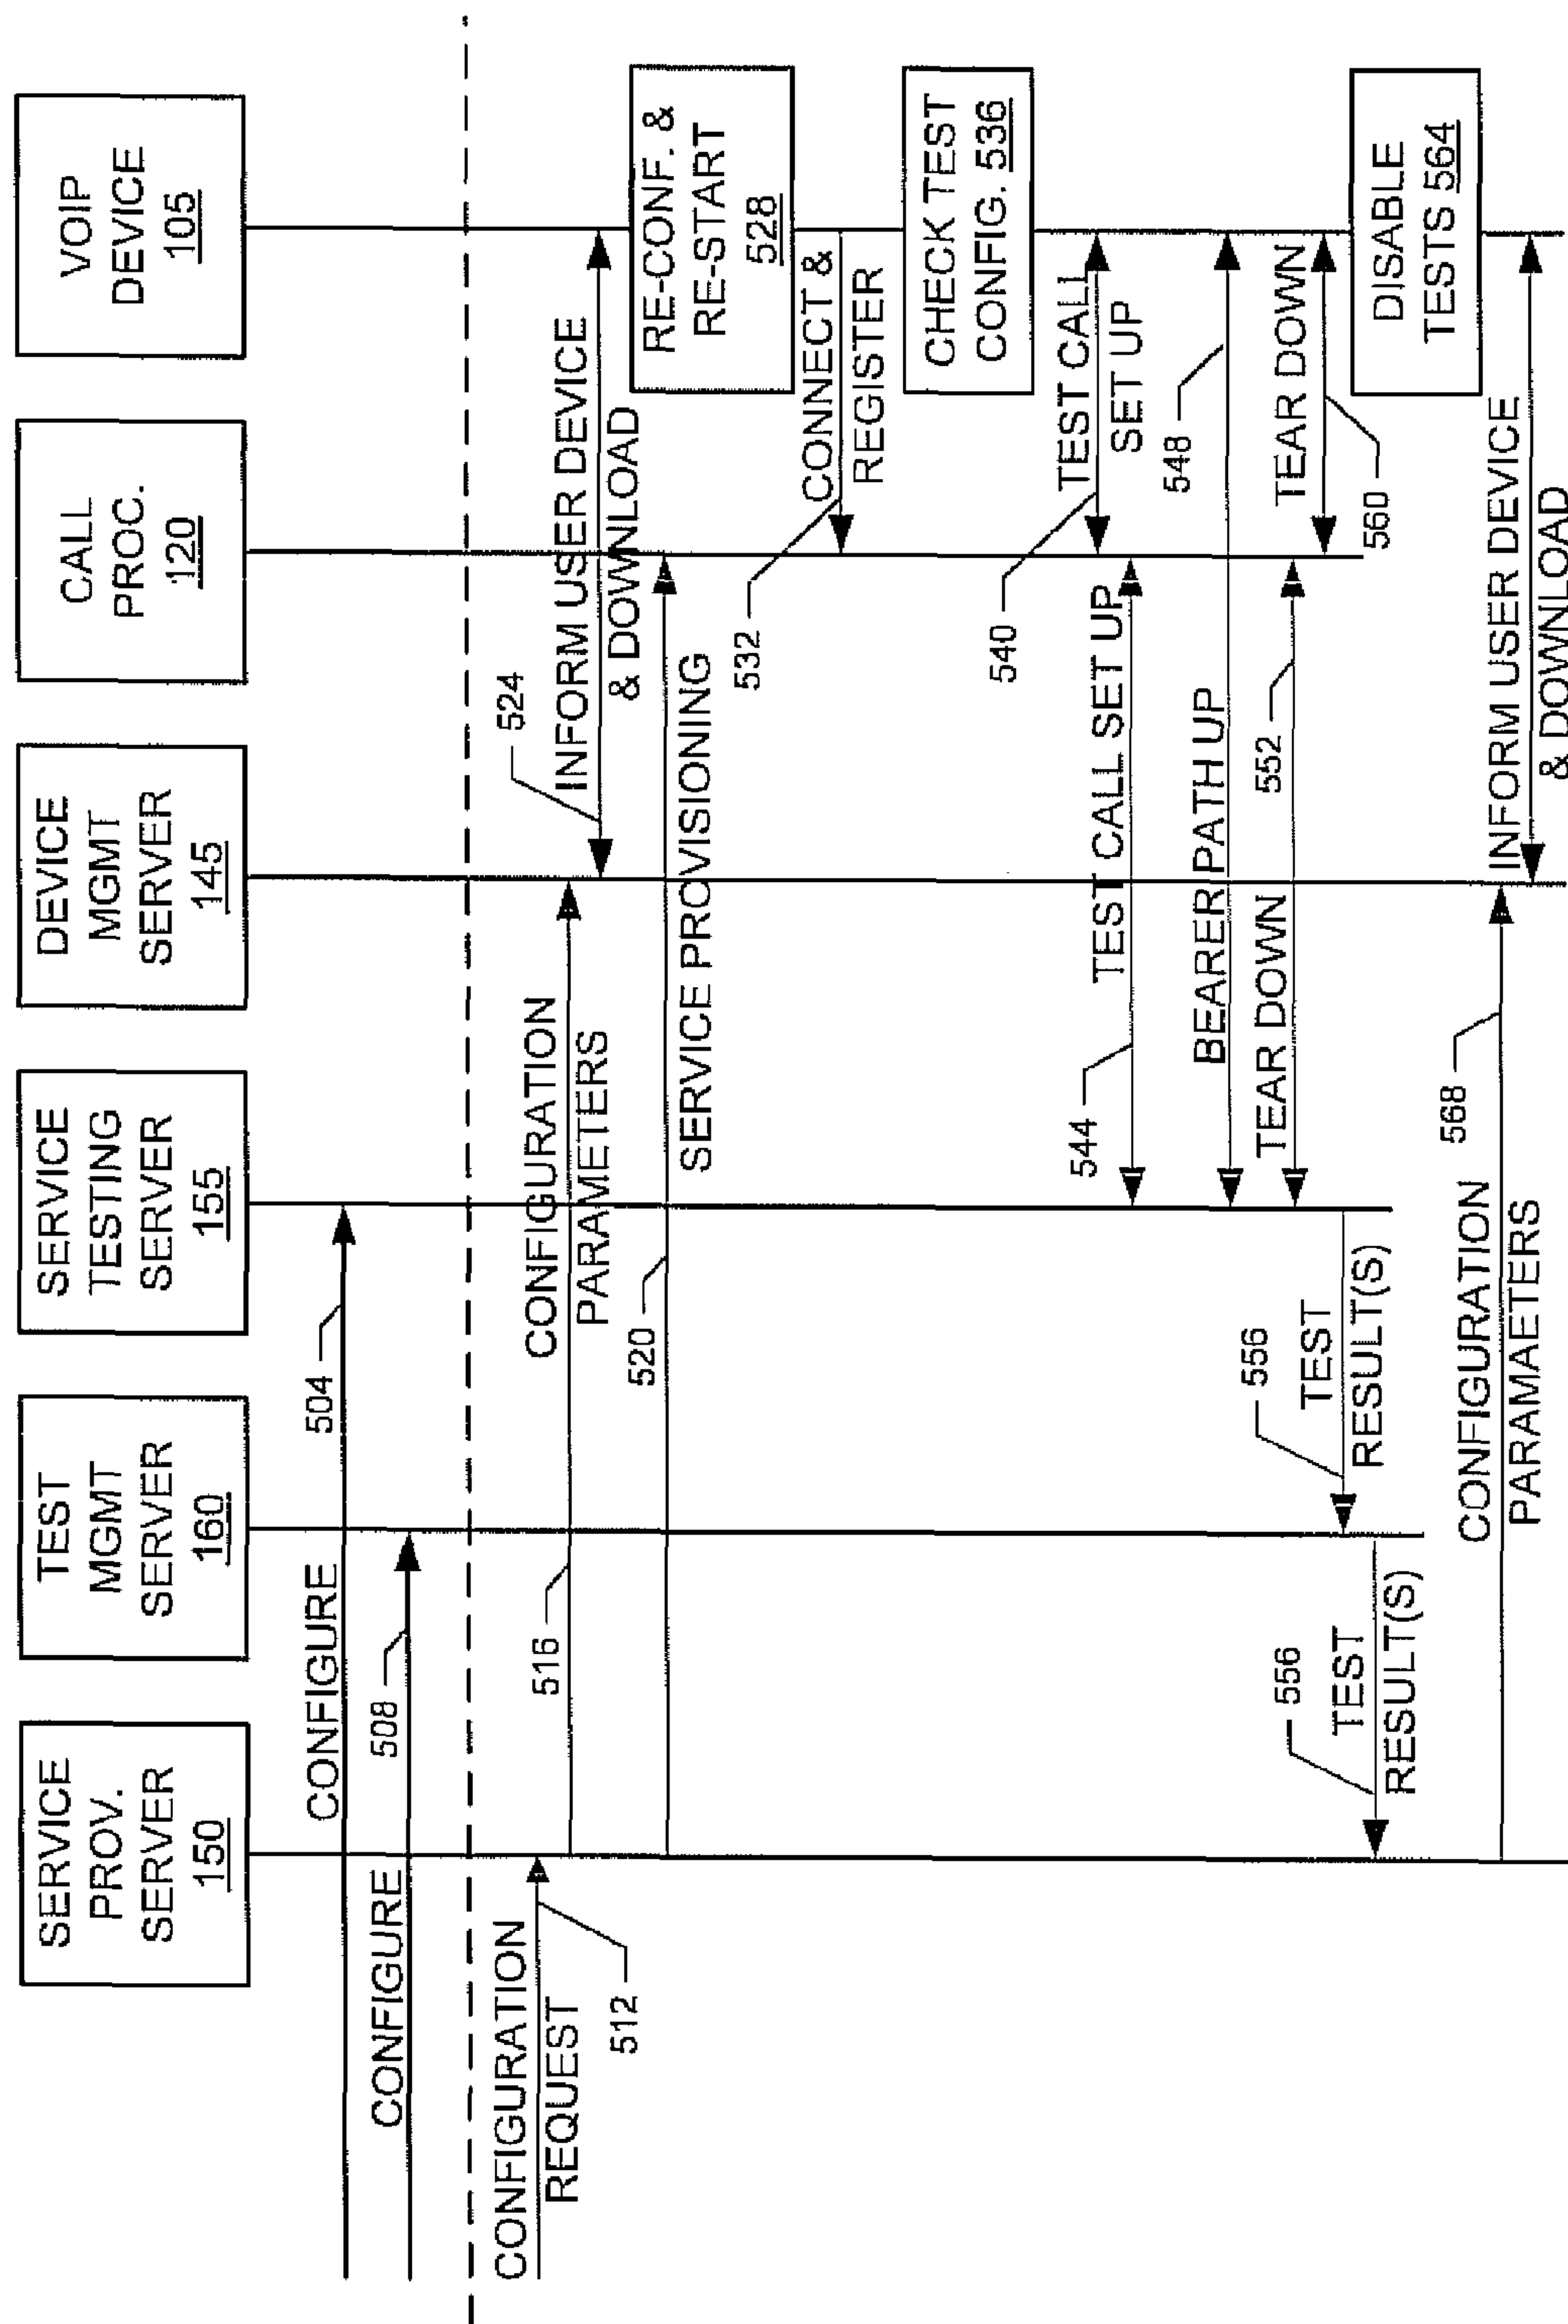 SERVICE
PROV.
SERVER
150
TEST
MGMT
SERVER
160
SERVICE
TESTING
SERVER
155
DEVICE
MGMT
SERVER
145
CALL
PROC.
120
VOIP
DEVICE
105
CONFIGURE
504
CONFIGURE
508
CONFIGURATION
REQUEST
512
CONFIGURATION
PARAMETERS
516
524
INFORM USER DEVICE
& DOWNLOAD
520
SERVICE PROVISIONING
RE-CONF. &
RE-START
528
CONNECT &
REGISTER
532
CHECK TEST
CONFIG. 536
TEST CALL
SET UP
540
TEST CALL SET UP
544
BEARER PATH UP
548
TEAR DOWN
552
TEAR DOWN
560
556
TEST
RESULT(S)
556
TEST
RESULT(S)
DISABLE
TESTS 564
568
CONFIGURATION
PARAMAETERS
INFORM USER DEVICE
& DOWNLOAD